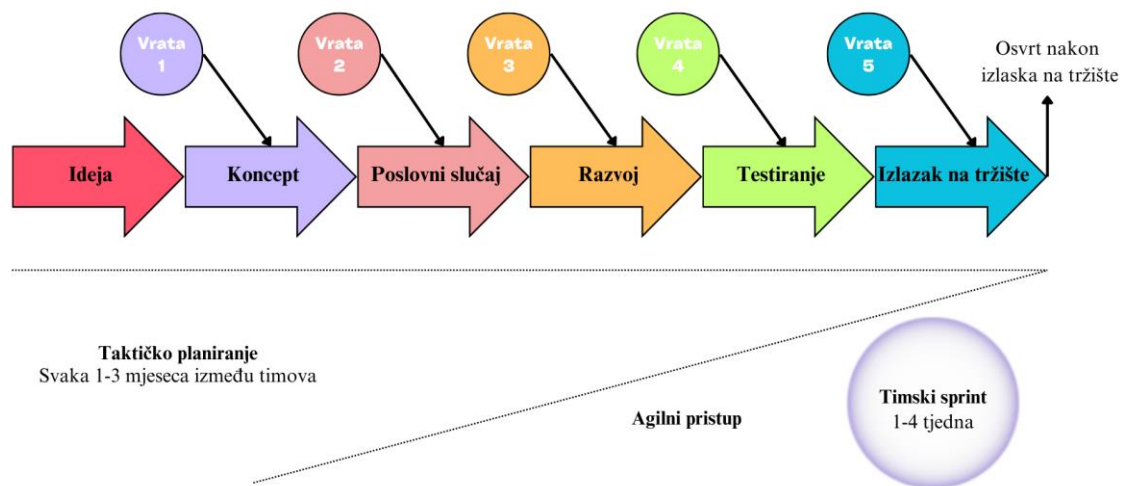 Vrata
1
Vrata
2
Vrata
3
Vrata
4
Vrata
5
Osvrt nakon
izlaska na tržište
Ideja
Koncept
Poslovni slučaj
Razvoj
Testiranje
Izlazak na tržište
Taktičko planiranje
Svaka 1-3 mjeseca između timova
Agilni pristup
Timski sprint
1-4 tjedna